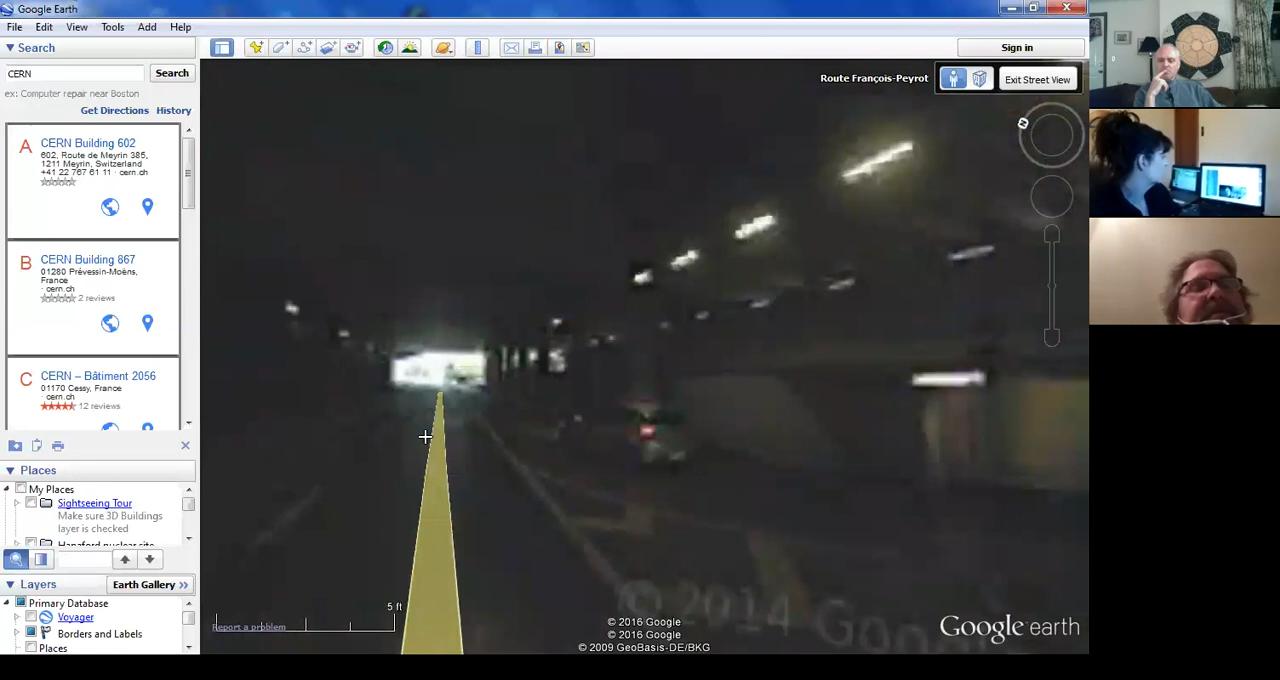 Google Earth
File Edit View Tools Add Help
Search
CERN
Search
ex: Computer repair near Boston
Get Directions History
A CERN Building 602
602, Route de Meyrin 385,
1211 Meyrin, Switzerland
+41 22 767 61 11 · cern.ch
B CERN Building 867
01280 Prévessin-Moëns,
France
· cern.ch
2 reviews
C CERN – Bâtiment 2056
01170 Cessy, France
· cern.ch
12 reviews
Places
My Places
Sightseeing Tour
Make sure 3D Buildings
layer is checked
Hanaford nuclear site
Layers
Earth Gallery >>
Primary Database
Voyager
Borders and Labels
Places
Sign in
Route François-Peyrot
Exit Street View
N
5 ft
Report a problem
© 2014 Goo
© 2016 Google
© 2016 Google
© 2009 GeoBasis-DE/BKG
Google earth